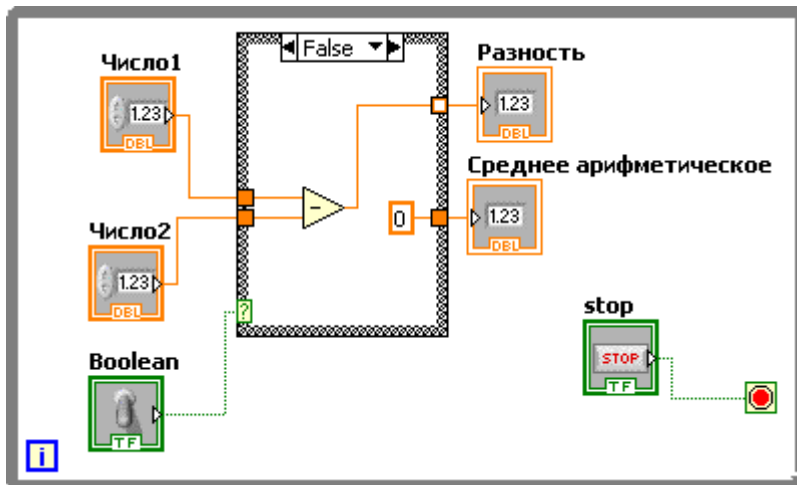 False
Число1
1.23
DBL
Разность
1.23
DBL
Среднее арифметическое
1.23
DBL
-
0
Число2
1.23
DBL
?
Boolean
TF
stop
STOP
TF
i